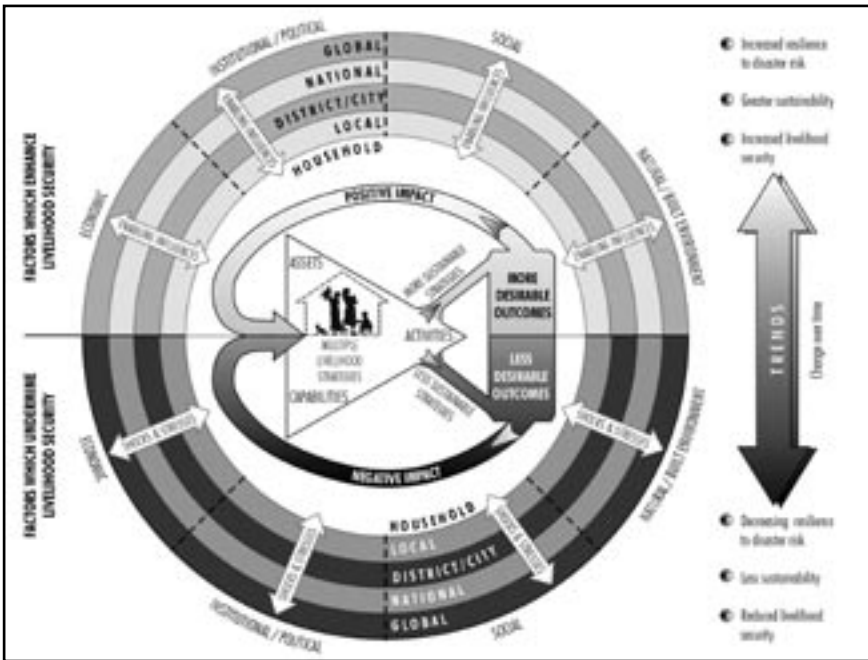 INSTITUTIONAL / POLITICAL
SOCIAL
GLOBAL
NATIONAL
DISTRICT/CITY
LOCAL
HOUSEHOLD
ENABLING INFLUENCES
ENABLING INFLUENCES
ECONOMIC
ENABLING INFLUENCES
ENABLING INFLUENCES
NATURAL / BUILT ENVIRONMENT
FACTORS WHICH ENHANCE
LIVELIHOOD SECURITY
POSITIVE IMPACT
ASSETS
MORE SUSTAINABLE
STRATEGIES
MORE
DESIRABLE
OUTCOMES
ACTIVITIES
MULTIPLE
LIVELIHOOD
STRATEGIES
CAPABILITIES
LESS SUSTAINABLE
STRATEGIES
LESS
DESIRABLE
OUTCOMES
NEGATIVE IMPACT
FACTORS WHICH UNDERMINE
LIVELIHOOD SECURITY
ECONOMIC
SHOCKS & STRESSES
SHOCKS & STRESSES
NATURAL / BUILT ENVIRONMENT
SHOCKS & STRESSES
SHOCKS & STRESSES
HOUSEHOLD
LOCAL
DISTRICT/CITY
NATIONAL
GLOBAL
INSTITUTIONAL / POLITICAL
SOCIAL
Increased resilience
to disaster risk
Greater sustainability
Increased livelihood
security
TRENDS
Change over time
Decreasing resilience
to disaster risk
Less sustainability
Reduced livelihood
security